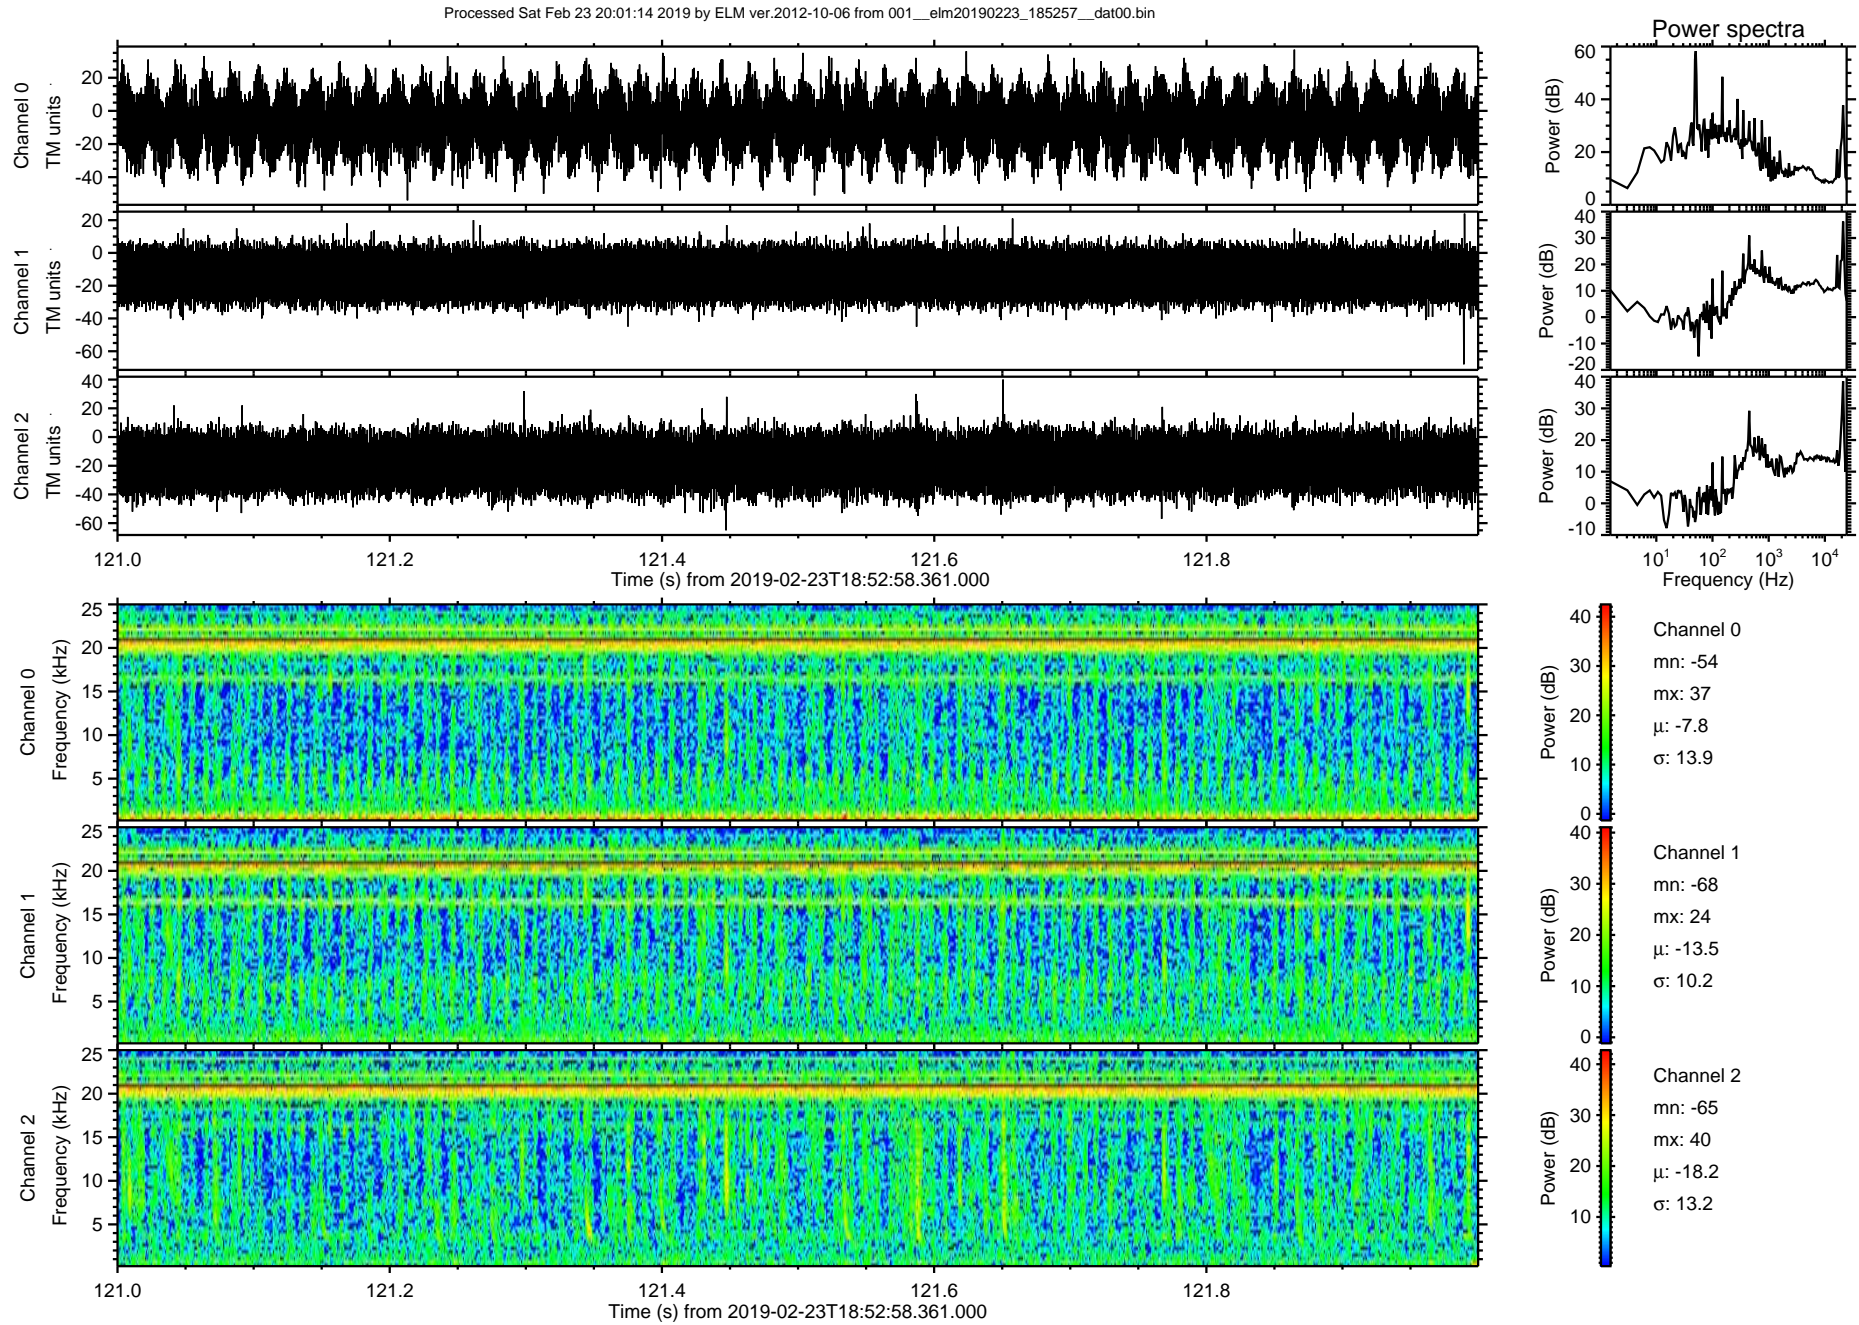 Processed Sat Feb 23 20:01:14 2019 by ELM ver.2012-10-06 from 001__elm20190223_185257__dat00.bin
Power spectra
Channel 0
TM units
20
0
-20
-40
Power (dB)
60
40
20
0
Channel 1
TM units
20
0
-20
-40
-60
Power (dB)
40
30
20
10
0
-10
-20
Channel 2
TM units
40
20
0
-20
-40
-60
Power (dB)
40
30
20
10
0
-10
121.0 121.2 121.4 121.6 121.8
Time (s) from 2019-02-23T18:52:58.361.000
10^1 10^2 10^3 10^4
Frequency (Hz)
Channel 0
Frequency (kHz)
25
20
15
10
5
Power (dB)
40
30
20
10
0
Channel 0
mn: -54
mx: 37
μ: -7.8
σ: 13.9
Channel 1
Frequency (kHz)
25
20
15
10
5
Power (dB)
40
30
20
10
0
Channel 1
mn: -68
mx: 24
μ: -13.5
σ: 10.2
Channel 2
Frequency (kHz)
25
20
15
10
5
Power (dB)
40
30
20
10
Channel 2
mn: -65
mx: 40
μ: -18.2
σ: 13.2
121.0 121.2 121.4 121.6 121.8
Time (s) from 2019-02-23T18:52:58.361.000